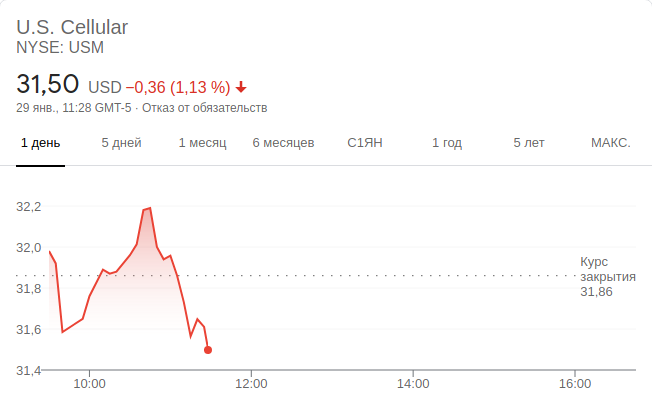 U.S. Cellular
NYSE: USM
31,50 USD −0,36 (1,13 %)
29 янв., 11:28 GMT-5 · Отказ от обязательств
1 день 5 дней 1 месяц 6 месяцев С1ЯН 1 год 5 лет МАКС.
32,2
32,0
Курс
закрытия
31,86
31,8
31,6
31,4
10:00 12:00 14:00 16:00